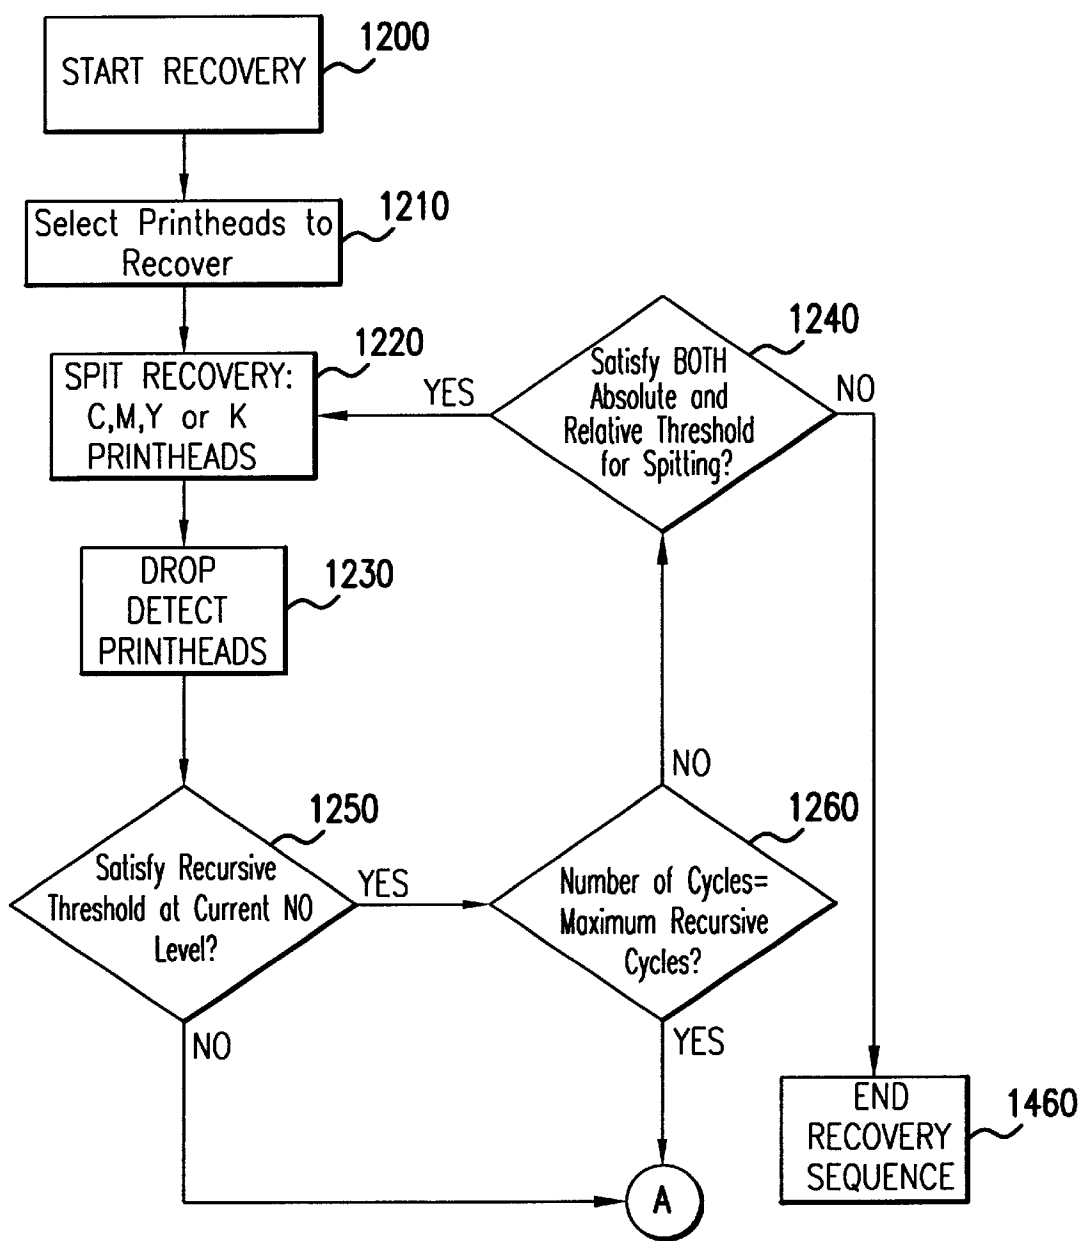 START RECOVERY
1200
Select Printheads to
Recover
1210
SPIT RECOVERY:
C,M,Y or K
PRINTHEADS
1220
YES
Satisfy BOTH
Absolute and
Relative Threshold
for Spitting?
1240
NO
DROP
DETECT
PRINTHEADS
1230
NO
Satisfy Recursive
Threshold at Current NO
Level?
1250
YES
Number of Cycles=
Maximum Recursive
Cycles?
1260
NO
YES
END
RECOVERY
SEQUENCE
1460
A